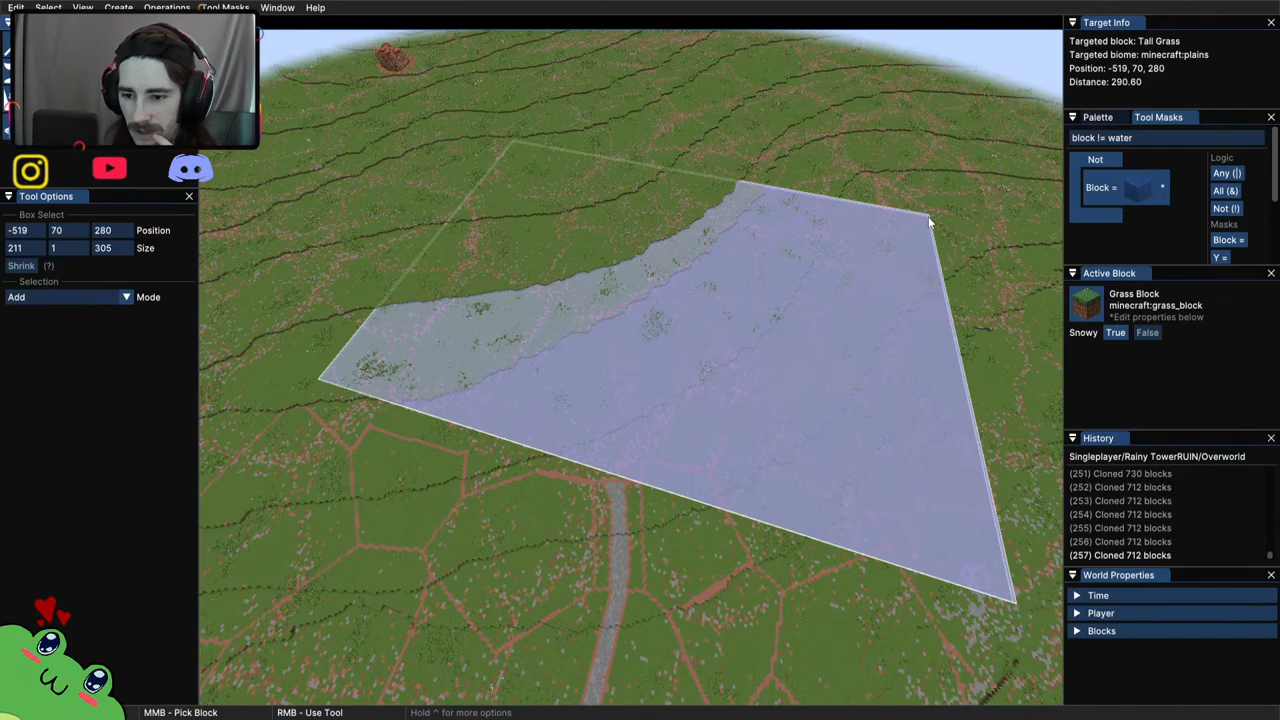 Edit Select View Create Operations Tool Masks Window Help
Tool Options
Box Select
-519 70 280 Position
211 1 305 Size
Shrink (?)
Selection
Add Mode
Target Info
Targeted block: Tall Grass
Targeted biome: minecraft:plains
Position: -519, 70, 280
Distance: 290.60
Palette Tool Masks
block != water
Not
Block =
Logic
Any (|)
All (&)
Not (!)
Masks
Block =
Y =
Active Block
Grass Block
minecraft:grass_block
*Edit properties below
Snowy True False
History
Singleplayer/Rainy TowerRUIN/Overworld
(251) Cloned 730 blocks
(252) Cloned 712 blocks
(253) Cloned 712 blocks
(254) Cloned 712 blocks
(255) Cloned 712 blocks
(256) Cloned 712 blocks
(257) Cloned 712 blocks
World Properties
Time
Player
Blocks
MMB - Pick Block RMB - Use Tool Hold ^ for more options